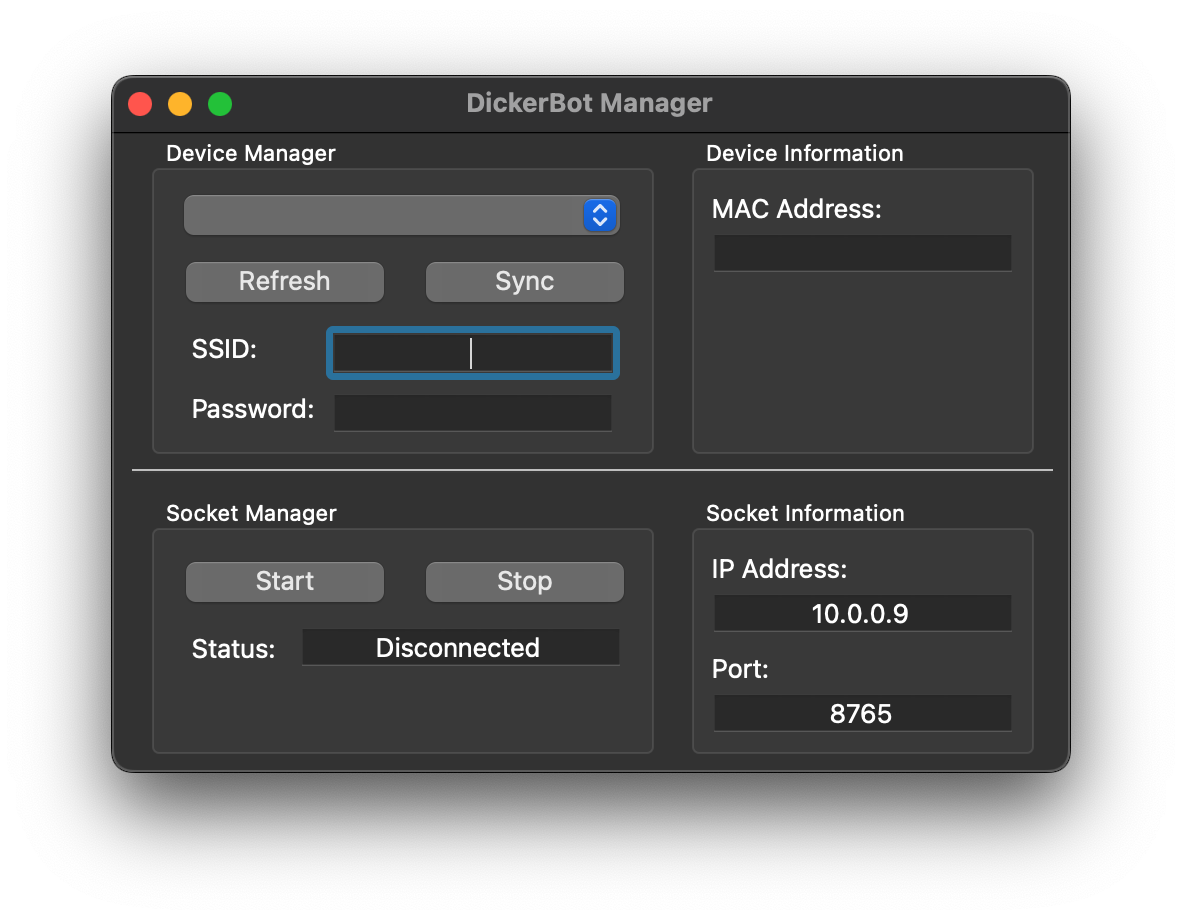 DickerBot Manager
Device Manager
Refresh Sync
SSID:
Password:
Device Information
MAC Address:
Socket Manager
Start Stop
Status: Disconnected
Socket Information
IP Address:
10.0.0.9
Port:
8765